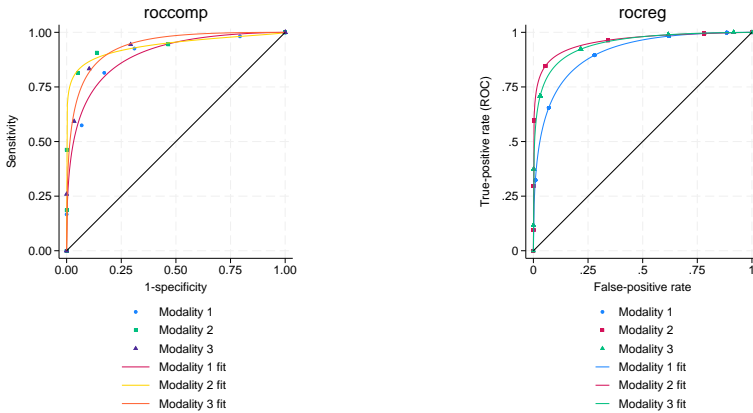 roccomp
1.00
0.75
0.50
0.25
0.00
Sensitivity
0.00 0.25 0.50 0.75 1.00
1-specificity
Modality 1
Modality 2
Modality 3
Modality 1 fit
Modality 2 fit
Modality 3 fit
rocreg
1
.75
.5
.25
0
True-positive rate (ROC)
0 .25 .5 .75 1
False-positive rate
Modality 1
Modality 2
Modality 3
Modality 1 fit
Modality 2 fit
Modality 3 fit